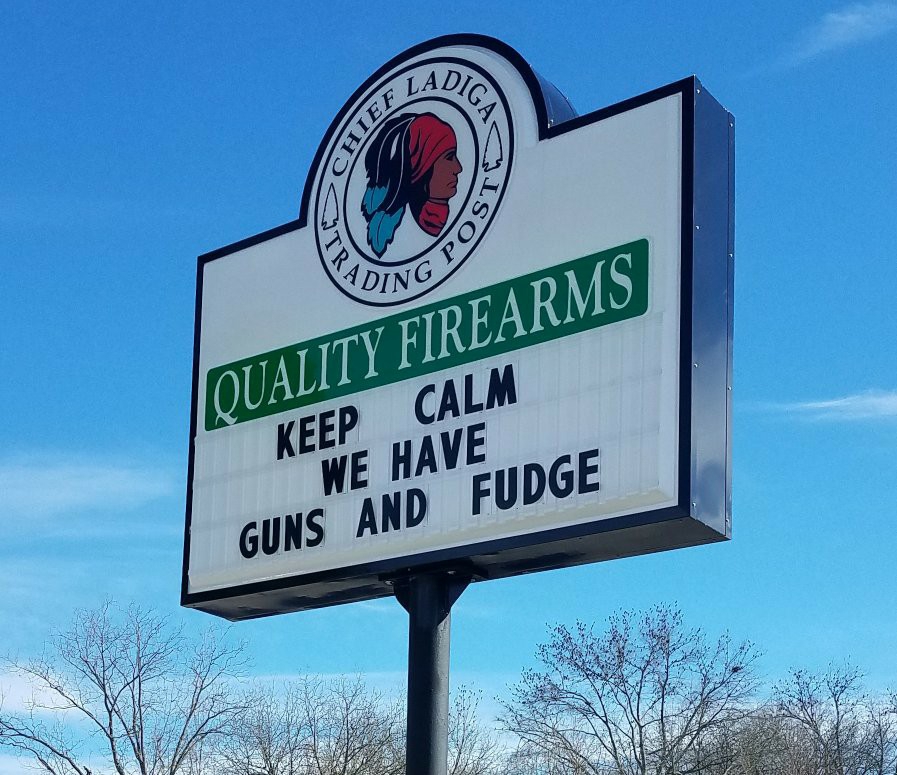 CHIEF LADIGA
TRADING POST
QUALITY FIREARMS
KEEP CALM
WE HAVE
GUNS AND FUDGE